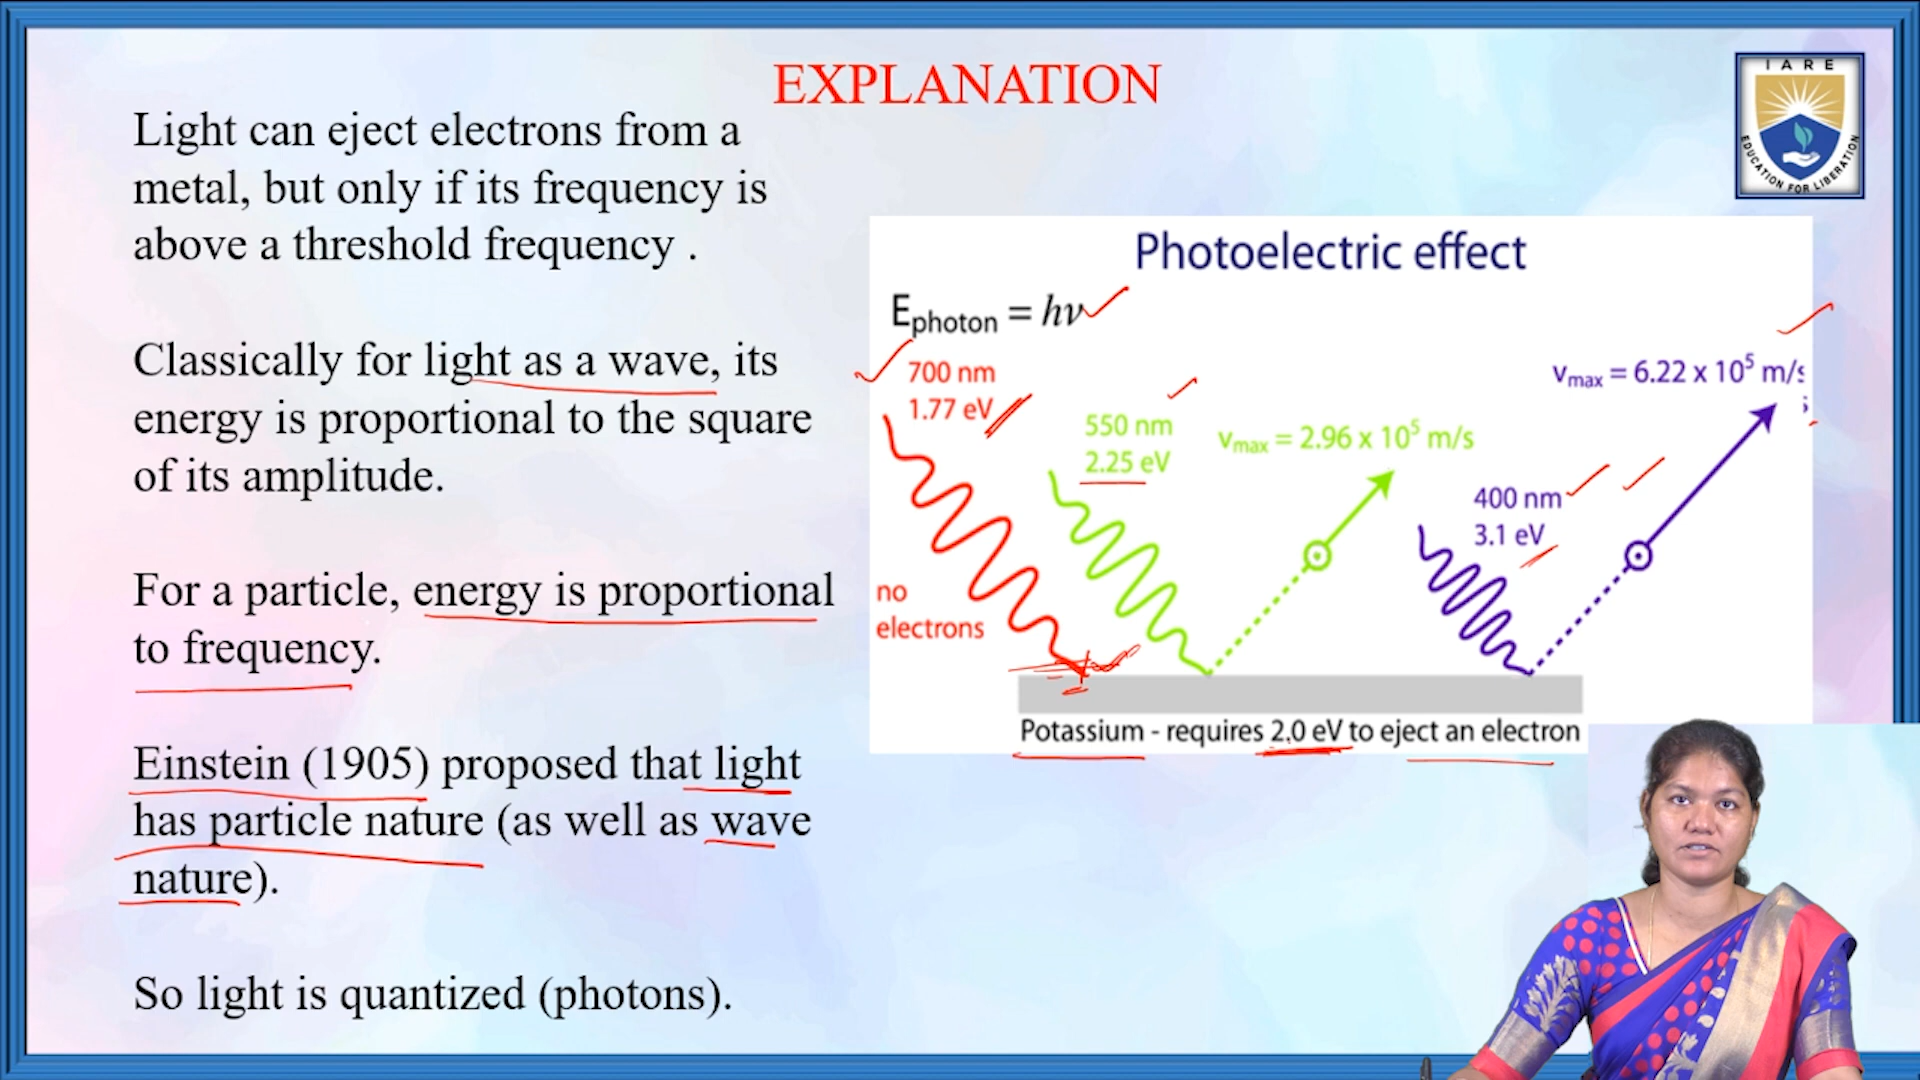 EXPLANATION
Light can eject electrons from a
metal, but only if its frequency is
above a threshold frequency .
Classically for light as a wave, its
energy is proportional to the square
of its amplitude.
For a particle, energy is proportional
to frequency.
Einstein (1905) proposed that light
has particle nature (as well as wave
nature).
So light is quantized (photons).
IARE
EDUCATION FOR LIBERATION
Photoelectric effect
Ephoton = hν
700 nm
1.77 eV
550 nm
2.25 eV
vmax = 2.96 x 10⁵ m/s
vmax = 6.22 x 10⁵ m/s
400 nm
3.1 eV
no
electrons
Potassium - requires 2.0 eV to eject an electron